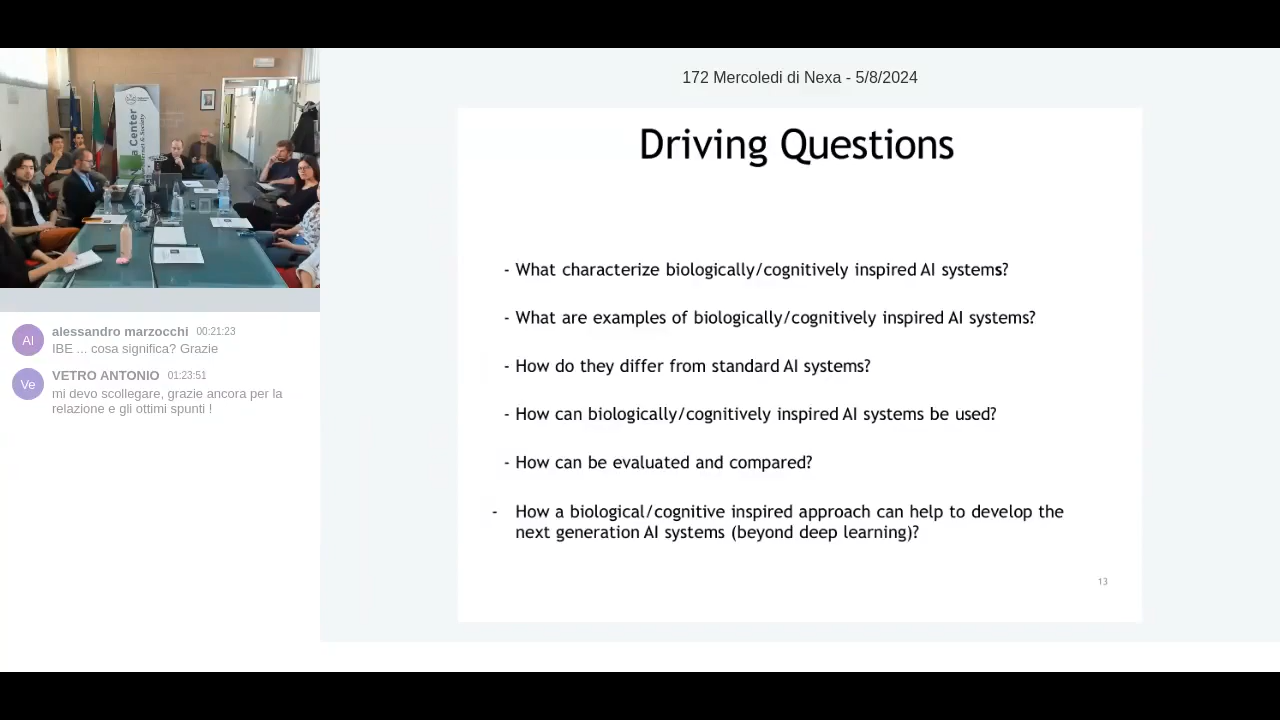 172 Mercoledi di Nexa - 5/8/2024
a Center
Driving Questions
- What characterize biologically/cognitively inspired AI systems?
- What are examples of biologically/cognitively inspired AI systems?
- How do they differ from standard AI systems?
- How can biologically/cognitively inspired AI systems be used?
- How can be evaluated and compared?
- How a biological/cognitive inspired approach can help to develop the
next generation AI systems (beyond deep learning)?
13
Al
alessandro marzocchi 00:21:23
IBE ... cosa significa? Grazie
Ve
VETRO ANTONIO 01:23:51
mi devo scollegare, grazie ancora per la
relazione e gli ottimi spunti !